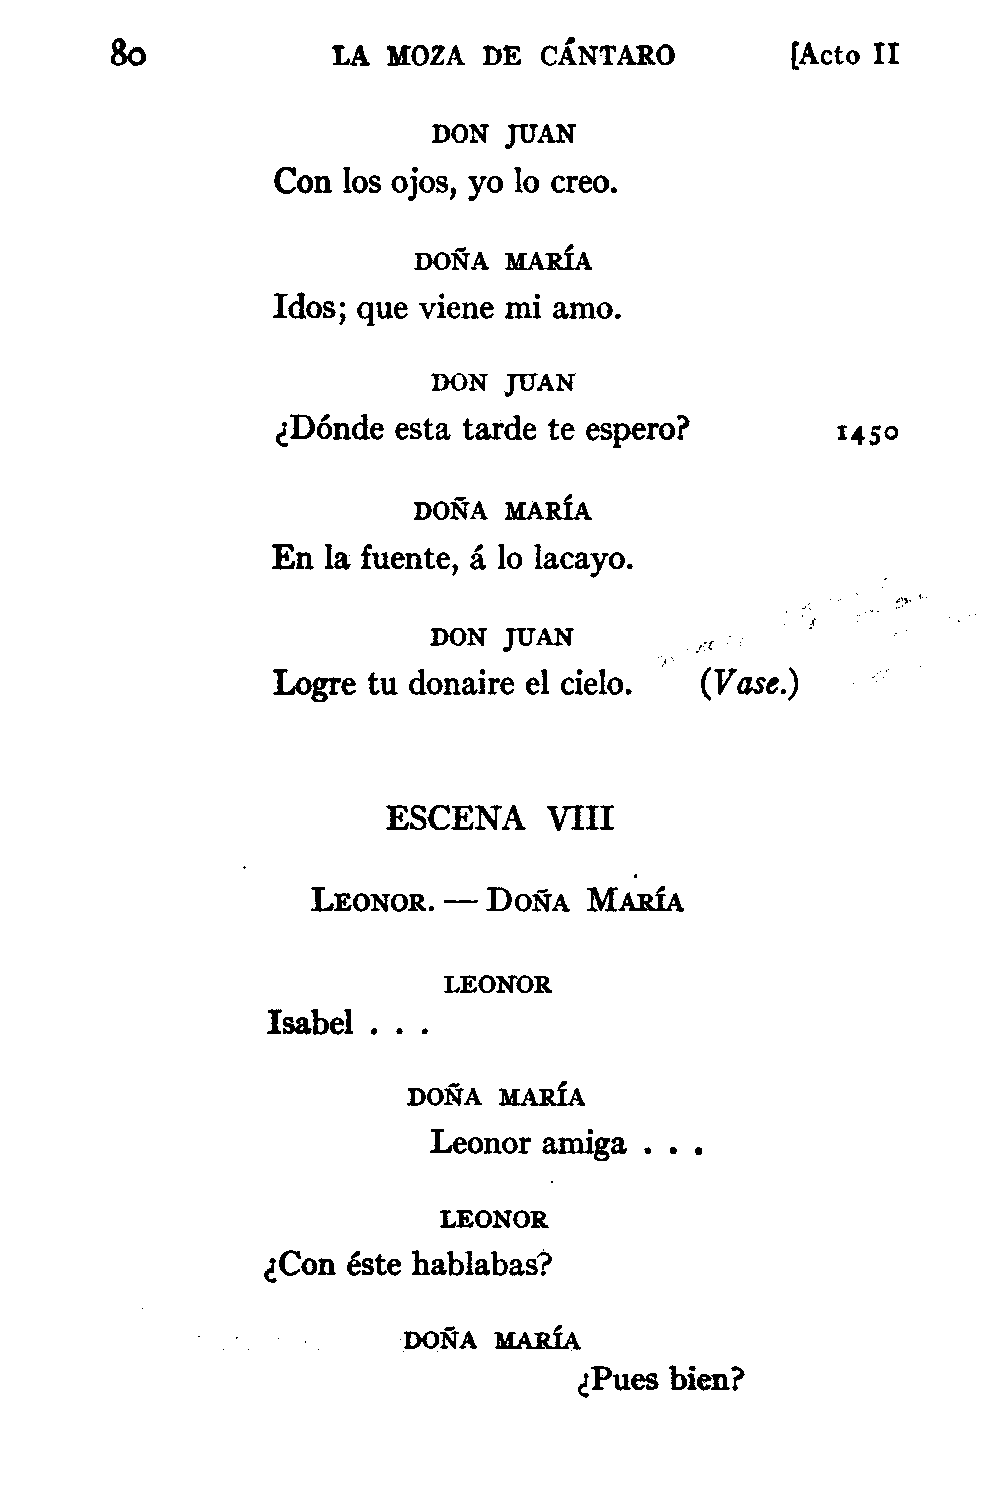 80 LA MOZA DE CÁNTARO [Acto II
DON JUAN
Con los ojos, yo lo creo.
DOÑA MARÍA
Idos; que viene mi amo.
DON JUAN
¿Dónde esta tarde te espero? 1450
DOÑA MARÍA
En la fuente, á lo lacayo.
DON JUAN
Logre tu donaire el cielo. (Vase.)
ESCENA VIII
LEONOR. — DOÑA MARÍA
LEONOR
Isabel . . .
DOÑA MARÍA
Leonor amiga . . .
LEONOR
¿Con éste hablabas?
DOÑA MARÍA
¿Pues bien?